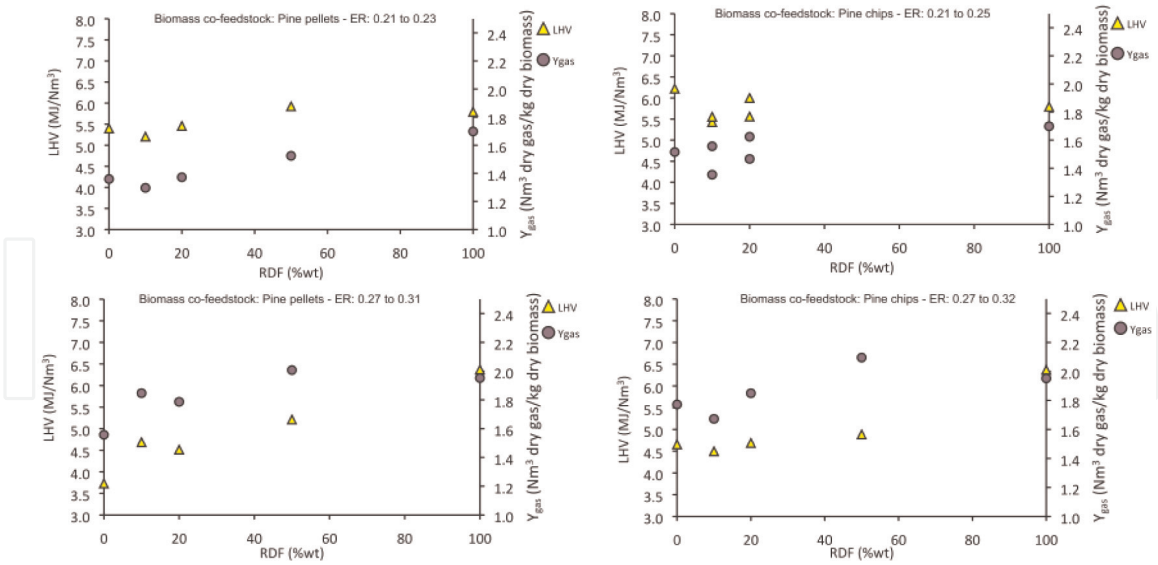 Biomass co-feedstock: Pine pellets - ER: 0.21 to 0.23
LHV
Ygas
LHV (MJ/Nm³)
8.0
7.5
7.0
6.5
6.0
5.5
5.0
4.5
4.0
3.5
3.0
2.4
2.2
2.0
1.8
1.6
1.4
1.2
1.0
Ygas (Nm³ dry gas/kg dry biomass)
0 20 40 60 80 100
RDF (%wt)
Biomass co-feedstock: Pine chips - ER: 0.21 to 0.25
LHV
Ygas
LHV (MJ/Nm³)
8.0
7.5
7.0
6.5
6.0
5.5
5.0
4.5
4.0
3.5
3.0
2.4
2.2
2.0
1.8
1.6
1.4
1.2
1.0
Ygas (Nm³ dry gas/kg dry biomass)
0 20 40 60 80 100
RDF (%wt)
Biomass co-feedstock: Pine pellets - ER: 0.27 to 0.31
LHV
Ygas
LHV (MJ/Nm³)
8.0
7.5
7.0
6.5
6.0
5.5
5.0
4.5
4.0
3.5
3.0
2.4
2.2
2.0
1.8
1.6
1.4
1.2
1.0
Ygas (Nm³ dry gas/kg dry biomass)
0 20 40 60 80 100
RDF (%wt)
Biomass co-feedstock: Pine chips - ER: 0.27 to 0.32
LHV
Ygas
LHV (MJ/Nm³)
8.0
7.5
7.0
6.5
6.0
5.5
5.0
4.5
4.0
3.5
3.0
2.4
2.2
2.0
1.8
1.6
1.4
1.2
1.0
Ygas (Nm³ dry gas/kg dry biomass)
0 20 40 60 80 100
RDF (%wt)